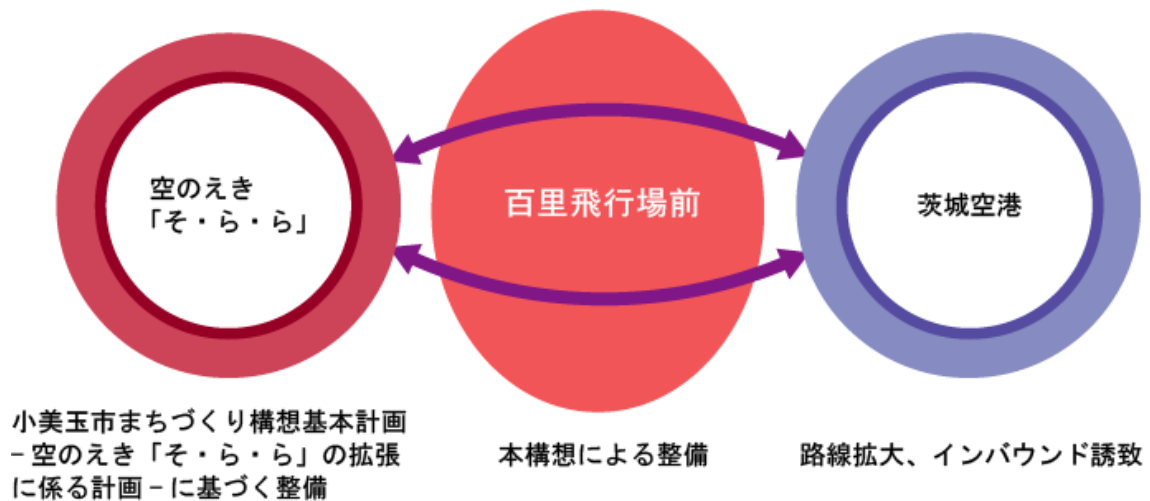 空のえき
「そ・ら・ら」
百里飛行場前
茨城空港
小美玉市まちづくり構想基本計画
－空のえき「そ・ら・ら」の拡張
に係る計画－に基づく整備
本構想による整備
路線拡大、インバウンド誘致